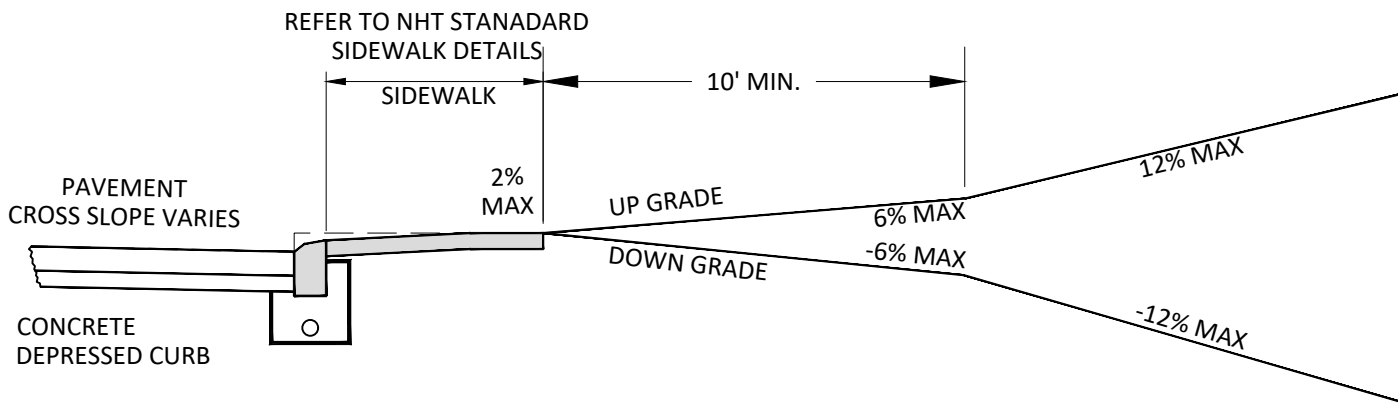 REFER TO NHT STANADARD
SIDEWALK DETAILS
SIDEWALK
10' MIN.
2%
MAX
PAVEMENT
CROSS SLOPE VARIES
UP GRADE
6% MAX
12% MAX
DOWN GRADE
-6% MAX
-12% MAX
CONCRETE
DEPRESSED CURB